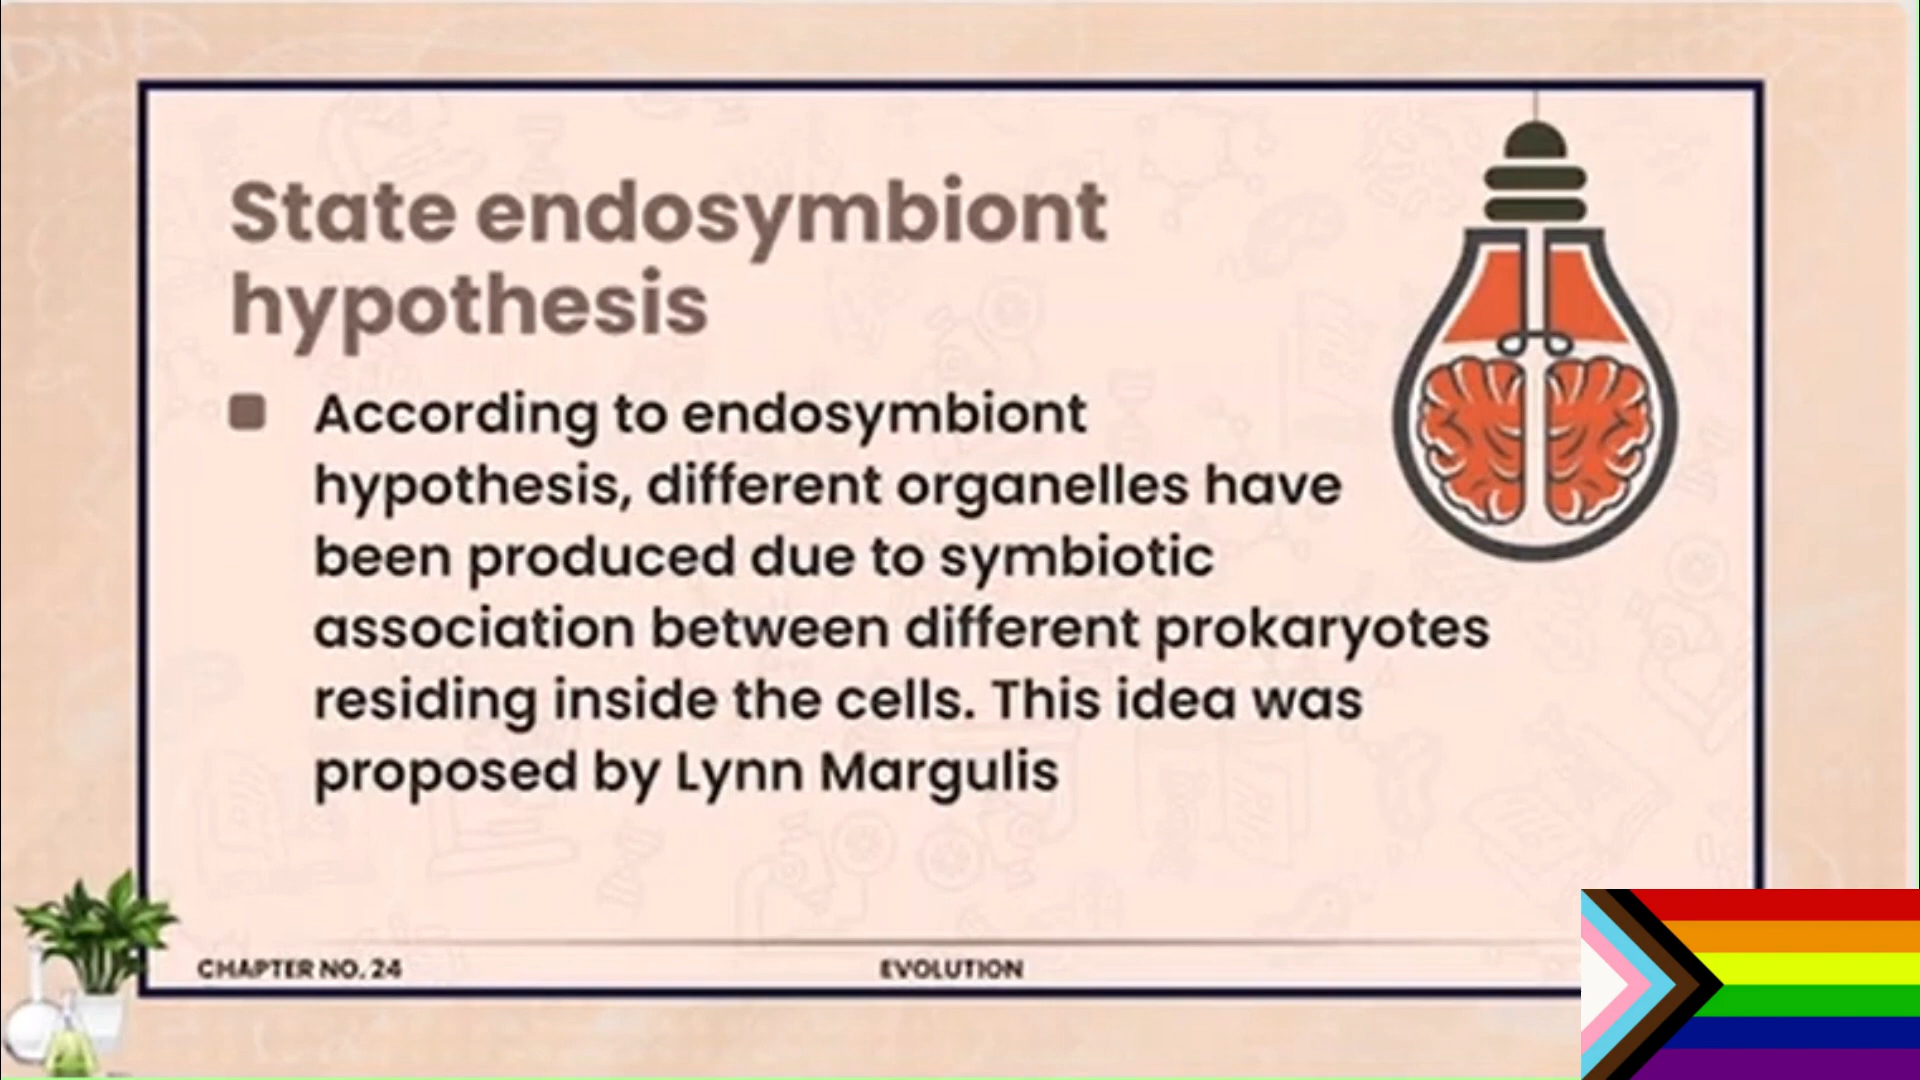 DNA
State endosymbiont
hypothesis
According to endosymbiont
hypothesis, different organelles have
been produced due to symbiotic
association between different prokaryotes
residing inside the cells. This idea was
proposed by Lynn Margulis
CHAPTER NO. 24
EVOLUTION